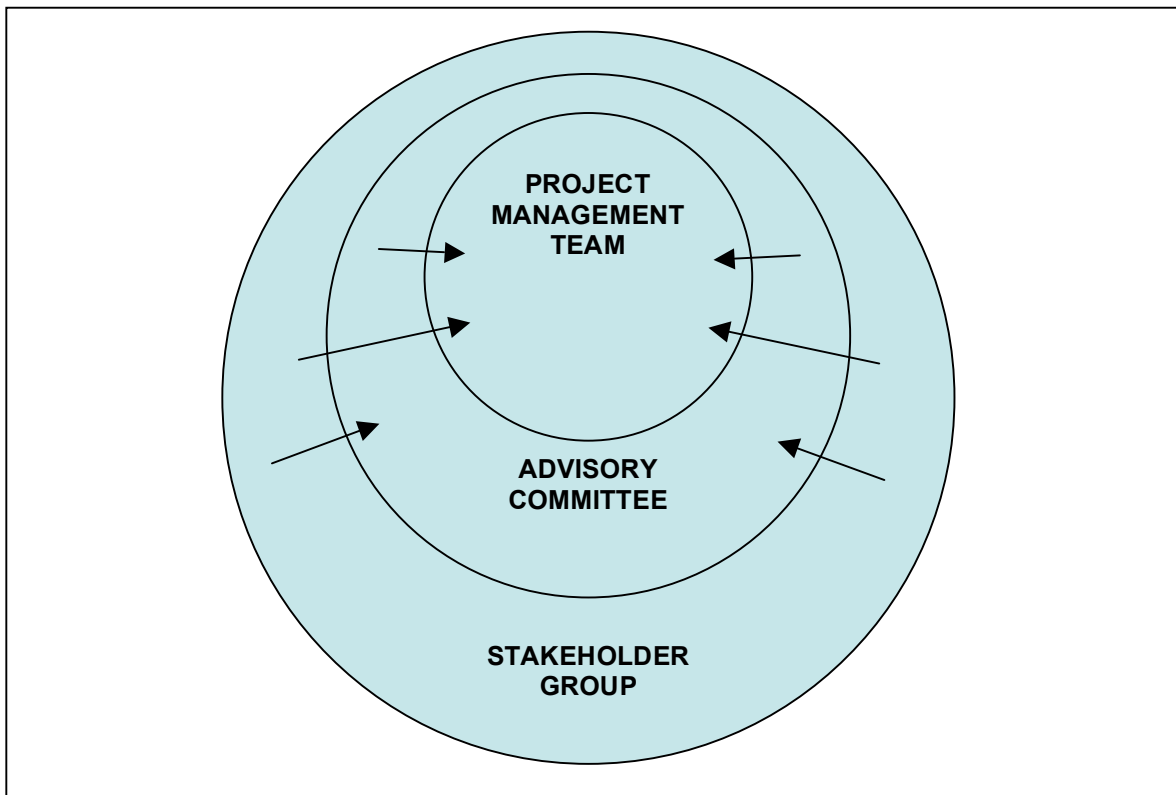 PROJECT
MANAGEMENT
TEAM
ADVISORY
COMMITTEE
STAKEHOLDER
GROUP